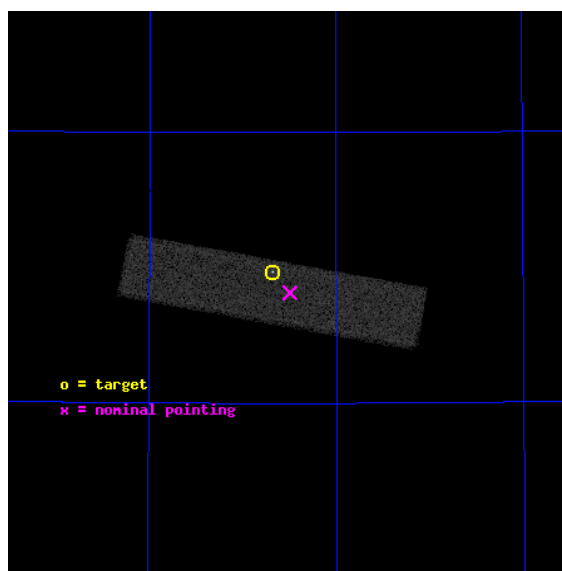 o = target
x = nominal pointing